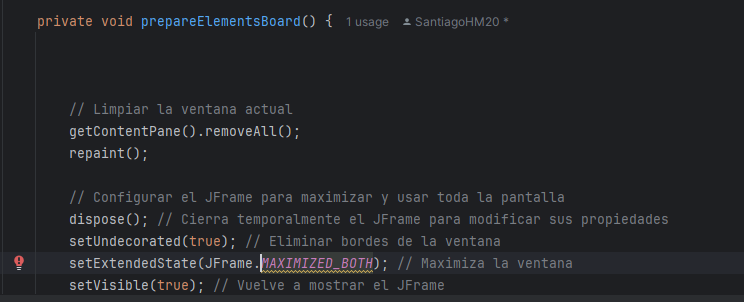 private void prepareElementsBoard() { 1 usage SantiagoHM20 *
// Limpiar la ventana actual
getContentPane().removeAll();
repaint();
// Configurar el JFrame para maximizar y usar toda la pantalla
dispose(); // Cierra temporalmente el JFrame para modificar sus propiedades
setUndecorated(true); // Eliminar bordes de la ventana
setExtendedState(JFrame.MAXIMIZED_BOTH); // Maximiza la ventana
setVisible(true); // Vuelve a mostrar el JFrame